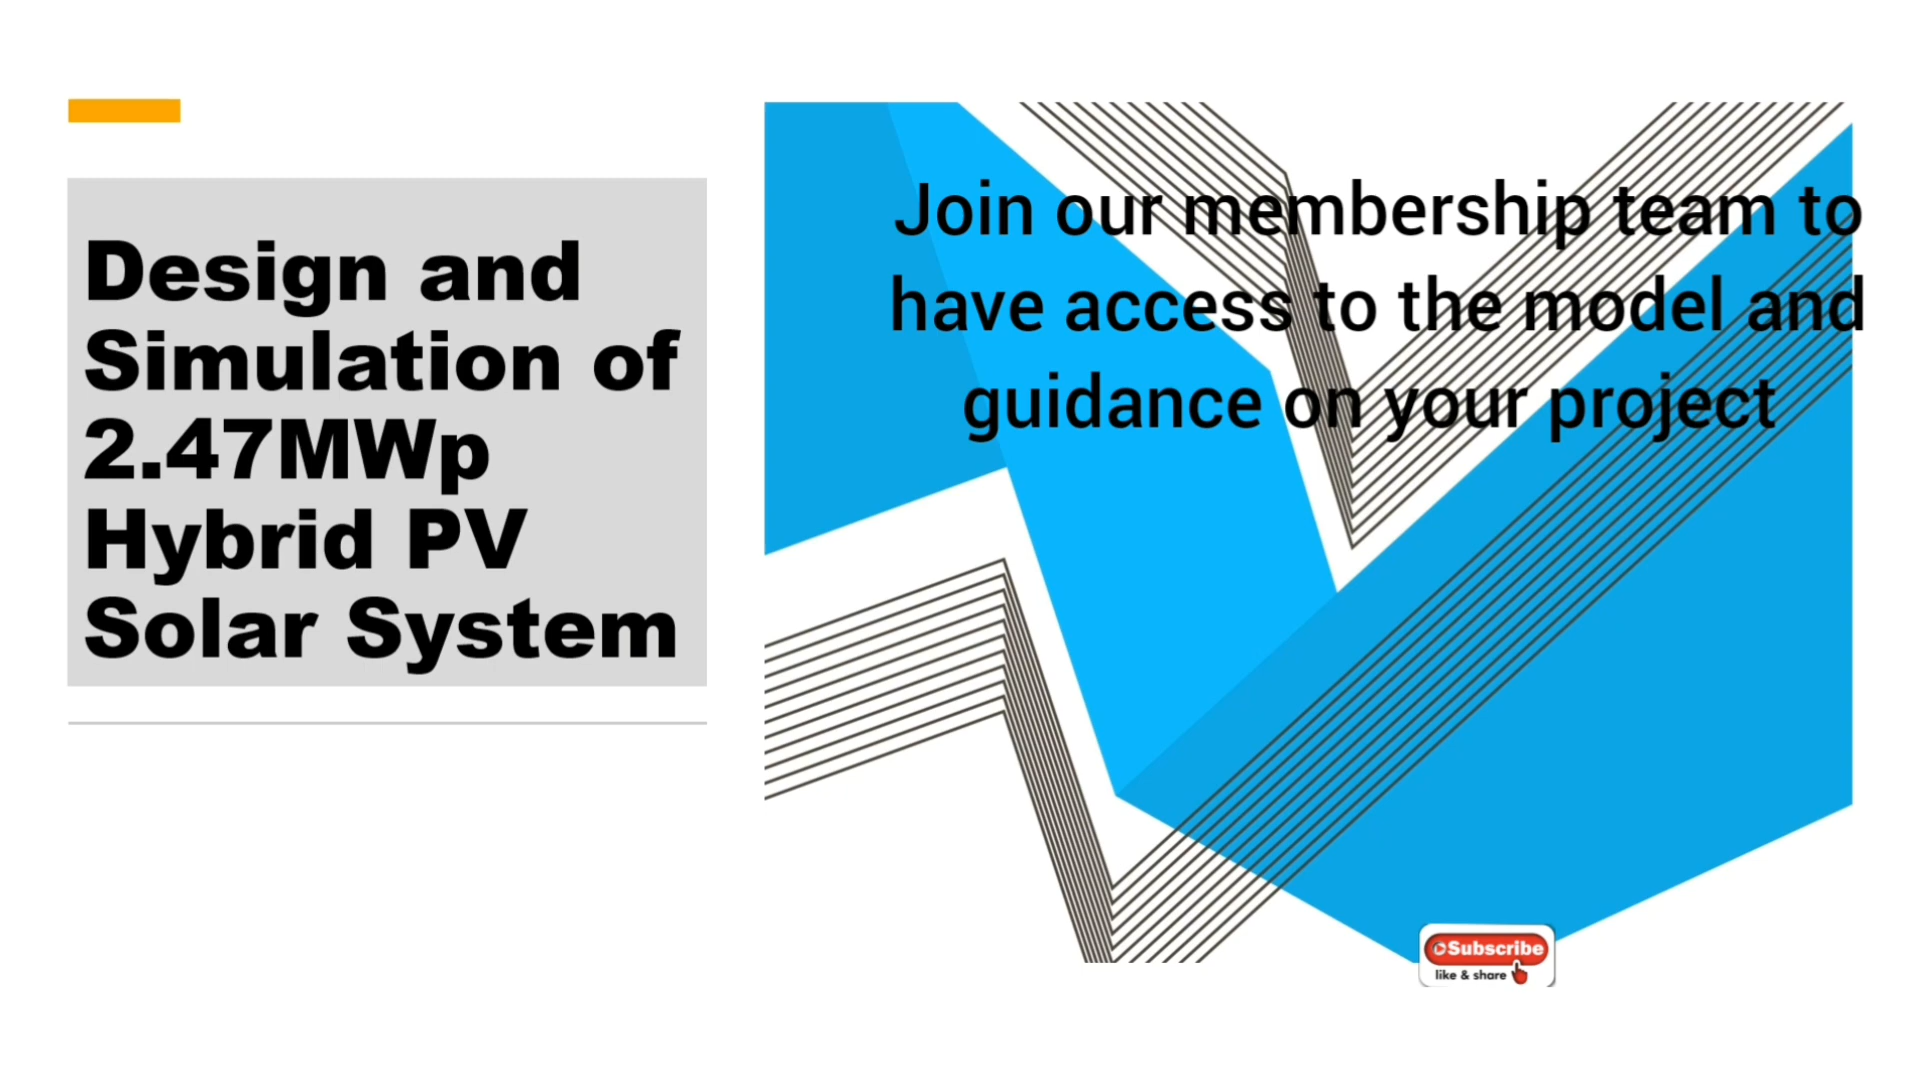 Design and
Simulation of
2.47MWp
Hybrid PV
Solar System
Join our membership team to
have access to the model and
guidance on your project
Subscribe
like & share